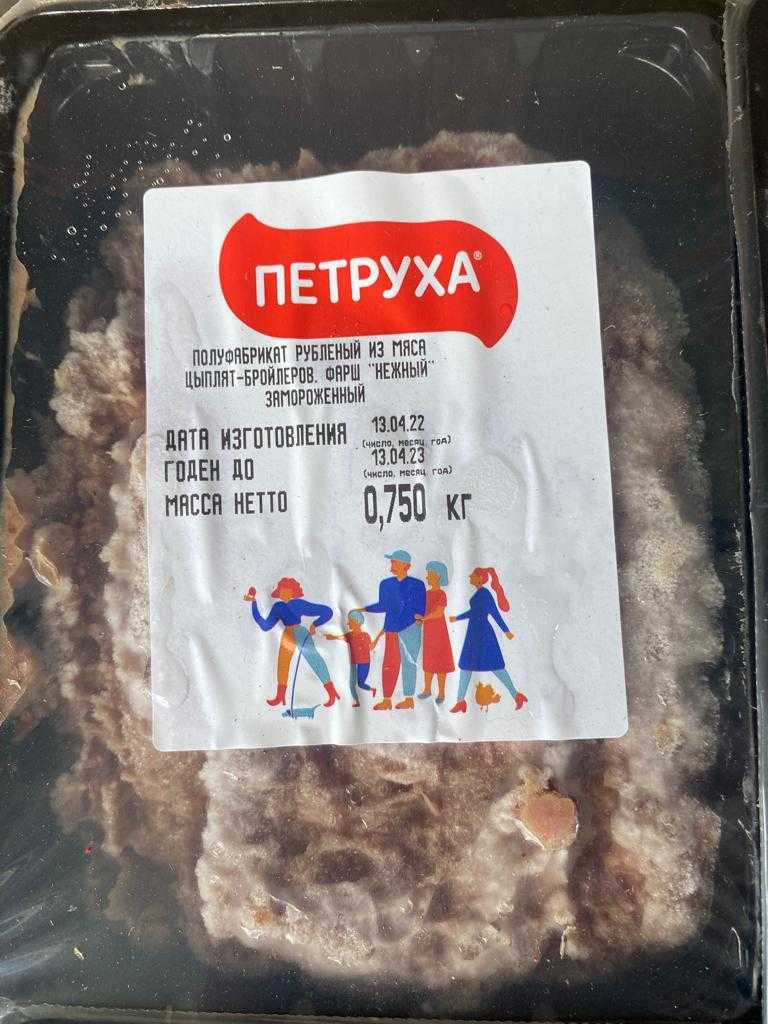 ПЕТРУХА®
ПОЛУФАБРИКАТ РУБЛЕНЫЙ ИЗ МЯСА
ЦЫПЛЯТ-БРОЙЛЕРОВ. ФАРШ "НЕЖНЫЙ"
ЗАМОРОЖЕННЫЙ
ДАТА ИЗГОТОВЛЕНИЯ 13.04.22
(число, месяц, год)
ГОДЕН ДО 13.04.23
(число, месяц, год)
МАССА НЕТТО 0,750 кг